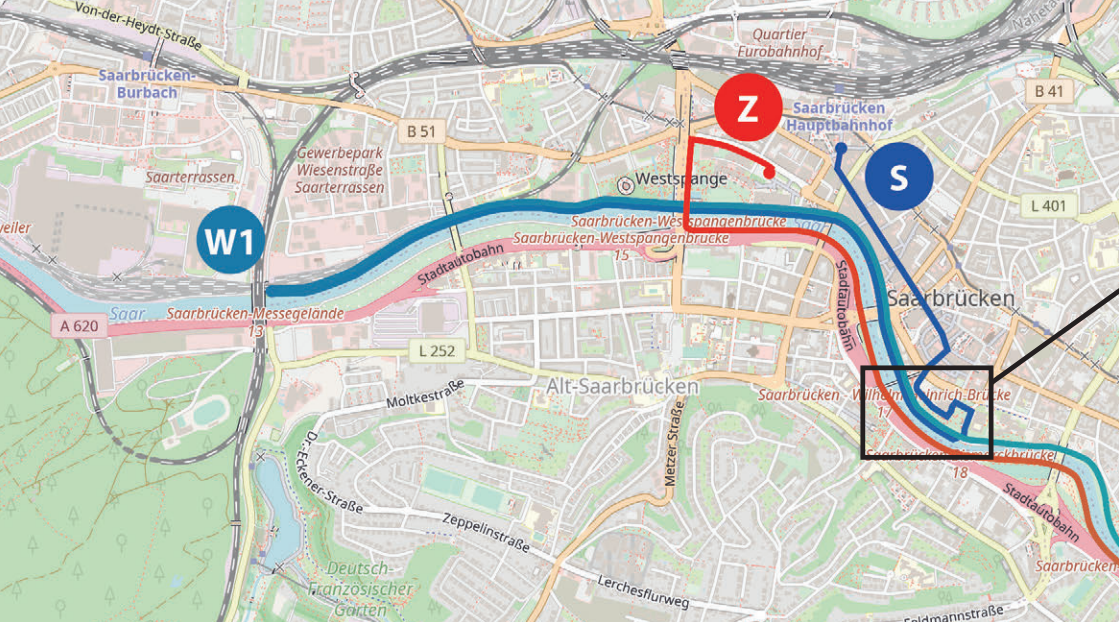 Von-der-Heydt-Straße
Saarbrücken-
Burbach
Quartier
Eurobahnhof
B 41
Z
Saarbrücken
Hauptbahnhof
B 51
Gewerbepark
Wiesenstraße
Saarterrassen
Saarterrassen
Westspange
S
L 401
W1
Saarbrücken-Westspangenbrücke
Saar
Saarbrücken-Westspangenbrücke
15
Stadtautobahn
Stadtautobahn
Saarbrücken
Saar
Saarbrücken-Messegelände
13
A 620
L 252
Alt-Saarbrücken
Moltkestraße
Saarbrücken
17
Metzer Straße
18
Dr.-Eckener-Straße
Zeppelinstraße
Stadtautobahn
Saarbrücken
Deutsch-
Französischer
Garten
Lerchesflurweg
Feldmannstraße